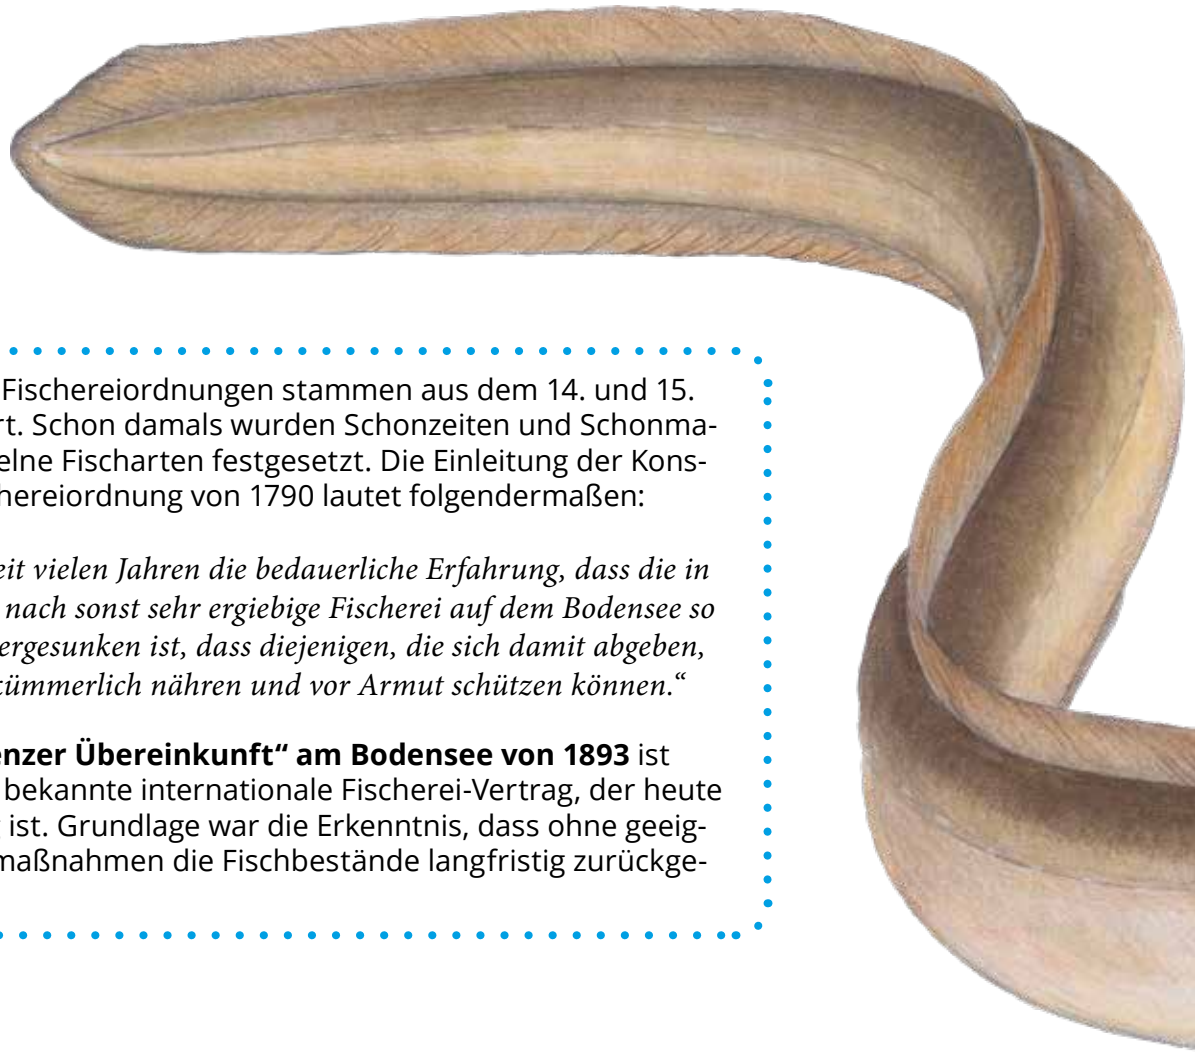 Fischereiordnungen stammen aus dem 14. und 15.
rt. Schon damals wurden Schonzeiten und Schonma-
elne Fischarten festgesetzt. Die Einleitung der Kons-
hereiordnung von 1790 lautet folgendermaßen:
eit vielen Jahren die bedauerliche Erfahrung, dass die in
nach sonst sehr ergiebige Fischerei auf dem Bodensee so
ergesunken ist, dass diejenigen, die sich damit abgeben,
kümmerlich nähren und vor Armut schützen können.“
enzer Übereinkunft“ am Bodensee von 1893 ist
bekannte internationale Fischerei-Vertrag, der heute
g ist. Grundlage war die Erkenntnis, dass ohne geeig-
maßnahmen die Fischbestände langfristig zurückge-